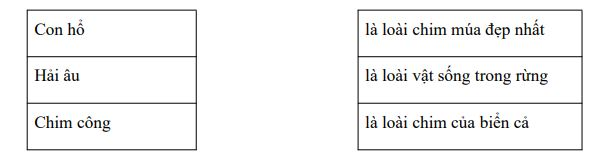 Con hổ
là loài chim múa đẹp nhất
Hải âu
là loài vật sống trong rừng
Chim công
là loài chim của biển cả